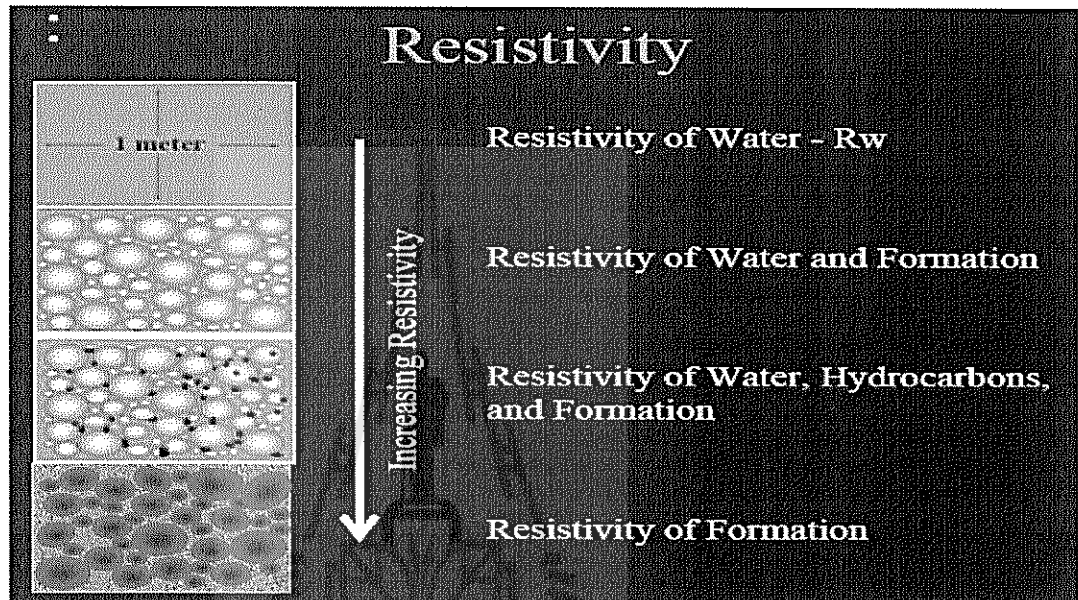 Resistivity
1 meter
Resistivity of Water - Rw
Increasing Resistivity
Resistivity of Water and Formation
Resistivity of Water, Hydrocarbons,
and Formation
Resistivity of Formation